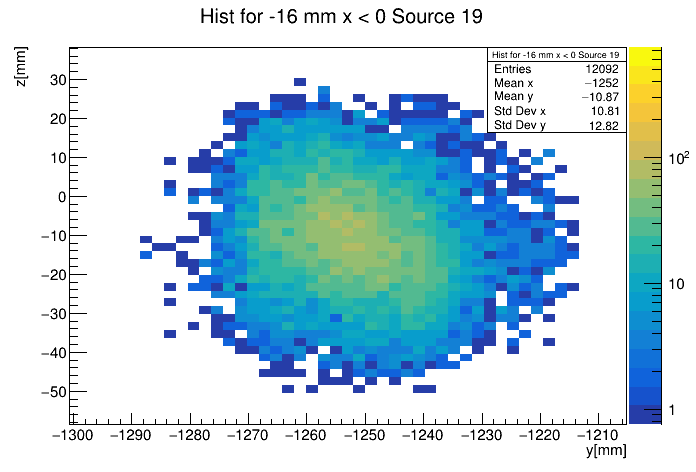 Hist for -16 mm x < 0 Source 19
z[mm]
Hist for -16 mm x < 0 Source 19
Entries 12092
Mean x −1252
Mean y −10.87
Std Dev x 10.81
Std Dev y 12.82
30
20
10
0
−10
−20
−30
−40
−50
10²
10
1
−1300 −1290 −1280 −1270 −1260 −1250 −1240 −1230 −1220 −1210
y[mm]